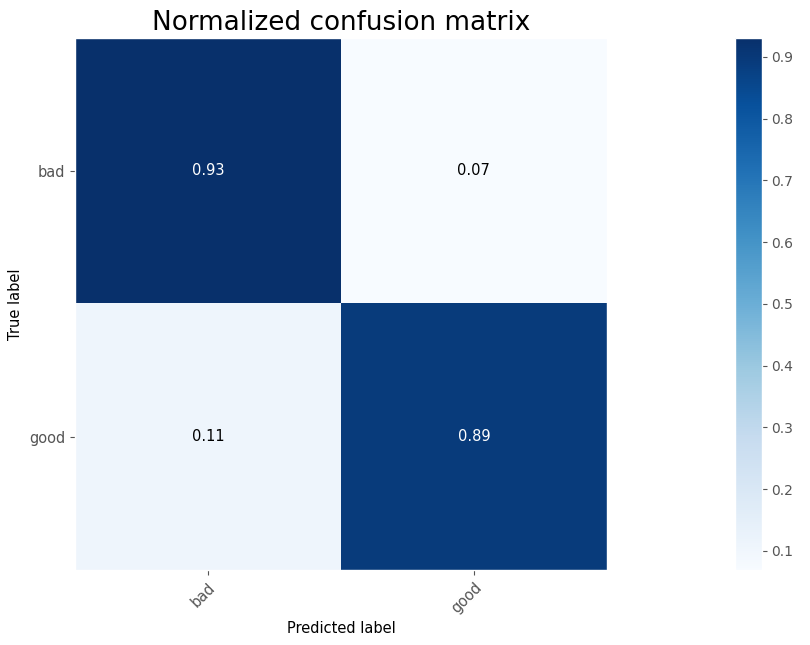 Normalized confusion matrix
True label
bad
0.93
0.07
good
0.11
0.89
bad
good
Predicted label
0.9
0.8
0.7
0.6
0.5
0.4
0.3
0.2
0.1